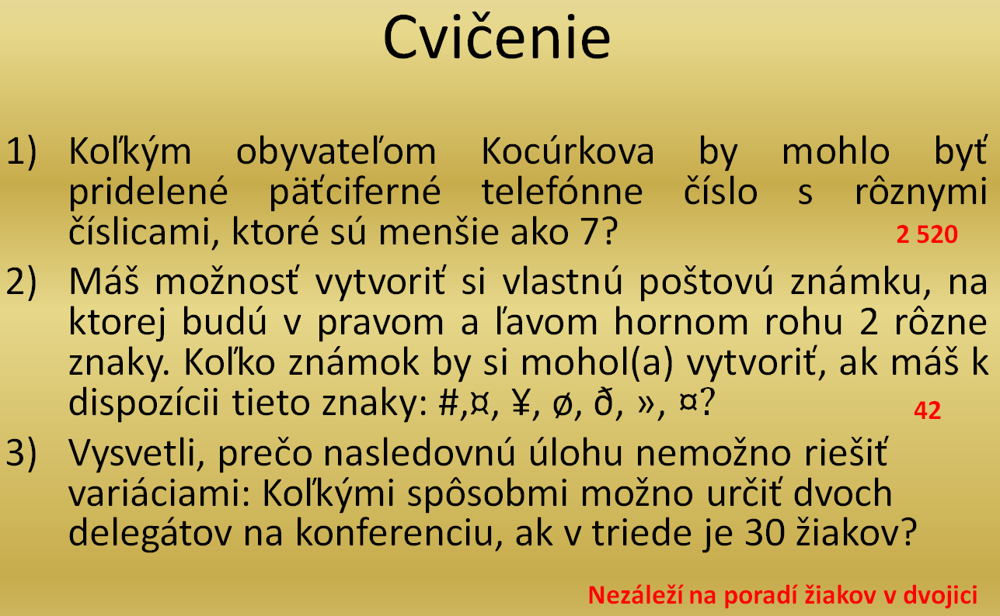 Cvičenie
1) Koľkým obyvateľom Kocúrkova by mohlo byť
pridelené päťciferné telefónne číslo s rôznymi
číslicami, ktoré sú menšie ako 7?
2 520
2) Máš možnosť vytvoriť si vlastnú poštovú známku, na
ktorej budú v pravom a ľavom hornom rohu 2 rôzne
znaky. Koľko známok by si mohol(a) vytvoriť, ak máš k
dispozícii tieto znaky: #,¤, ¥, ø, ð, », ¤?
42
3) Vysvetli, prečo nasledovnú úlohu nemožno riešiť
variáciami: Koľkými spôsobmi možno určiť dvoch
delegátov na konferenciu, ak v triede je 30 žiakov?
Nezáleží na poradí žiakov v dvojici